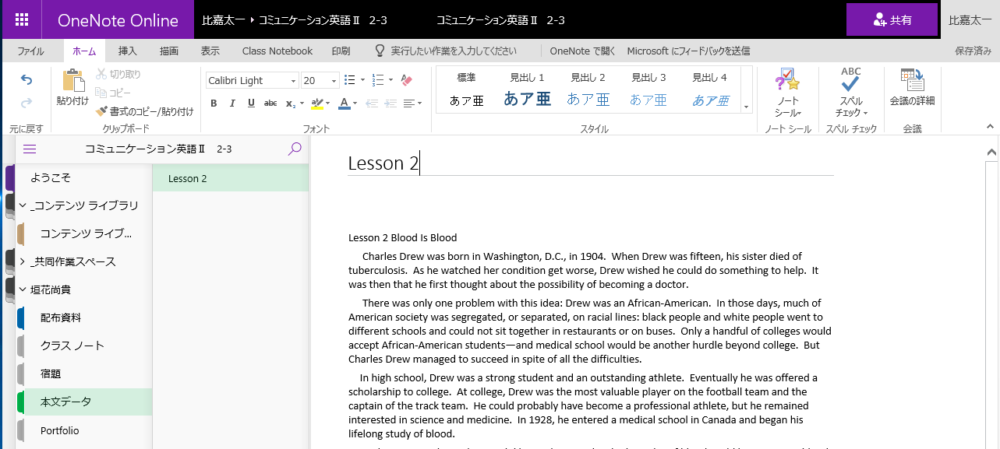 OneNote Online
比嘉太一 ▸ コミュニケーション英語Ⅱ 2-3
コミュニケーション英語Ⅱ 2-3
共有
比嘉太一
ファイル ホーム 挿入 描画 表示 Class Notebook 印刷 実行したい作業を入力してください OneNote で開く Microsoft にフィードバックを送信 保存済み
貼り付け
切り取り
コピー
書式のコピー/貼り付け
Calibri Light 20
B I U abc x₂ A
標準 見出し 1 見出し 2 見出し 3 見出し 4
あア亜 あア亜 あア亜 あア亜 あア亜
ノート
シール
ABC
スペル
チェック
会議の詳細
元に戻す クリップボード フォント スタイル ノート シール スペル チェック 会議
コミュニケーション英語Ⅱ 2-3
ようこそ
_コンテンツ ライブラリ
コンテンツ ライブ...
_共同作業スペース
垣花尚貴
配布資料
クラス ノート
宿題
本文データ
Portfolio
Lesson 2
Lesson 2
Lesson 2 Blood Is Blood
Charles Drew was born in Washington, D.C., in 1904. When Drew was fifteen, his sister died of
tuberculosis. As he watched her condition get worse, Drew wished he could do something to help. It
was then that he first thought about the possibility of becoming a doctor.
There was only one problem with this idea: Drew was an African-American. In those days, much of
American society was segregated, or separated, on racial lines: black people and white people went to
different schools and could not sit together in restaurants or on buses. Only a handful of colleges would
accept African-American students—and medical school would be another hurdle beyond college. But
Charles Drew managed to succeed in spite of all the difficulties.
In high school, Drew was a strong student and an outstanding athlete. Eventually he was offered a
scholarship to college. At college, Drew was the most valuable player on the football team and the
captain of the track team. He could probably have become a professional athlete, but he remained
interested in science and medicine. In 1928, he entered a medical school in Canada and began his
lifelong study of blood.